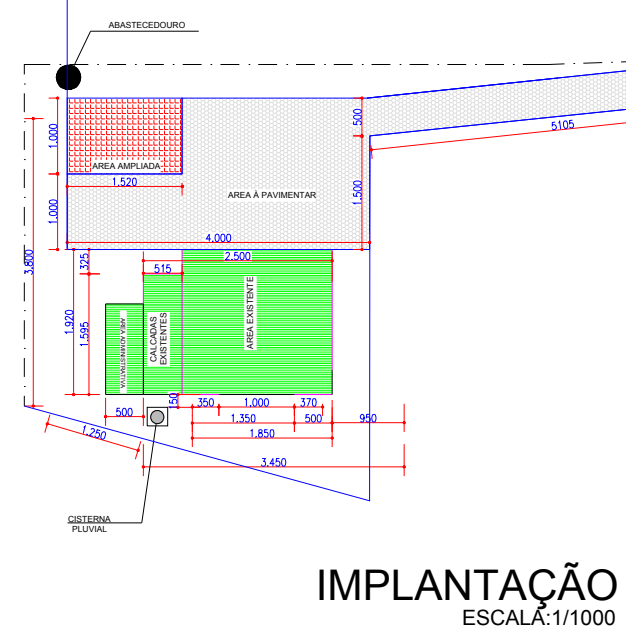 ABASTECEDOURO
500
5105
1.000
AREA AMPLIADA
1.520
AREA À PAVIMENTAR
1.500
1.000
4.000
2.500
325
515
3.800
1.920
1.595
AREA ADMINISTRATIVA
CALCADAS
EXISTENTES
AREA EXISTENTE
150
350
1.000
370
500
1.350
500
950
1.250
1.850
3.450
CISTERNA
PLUVIAL
IMPLANTAÇÃO
ESCALA:1/1000